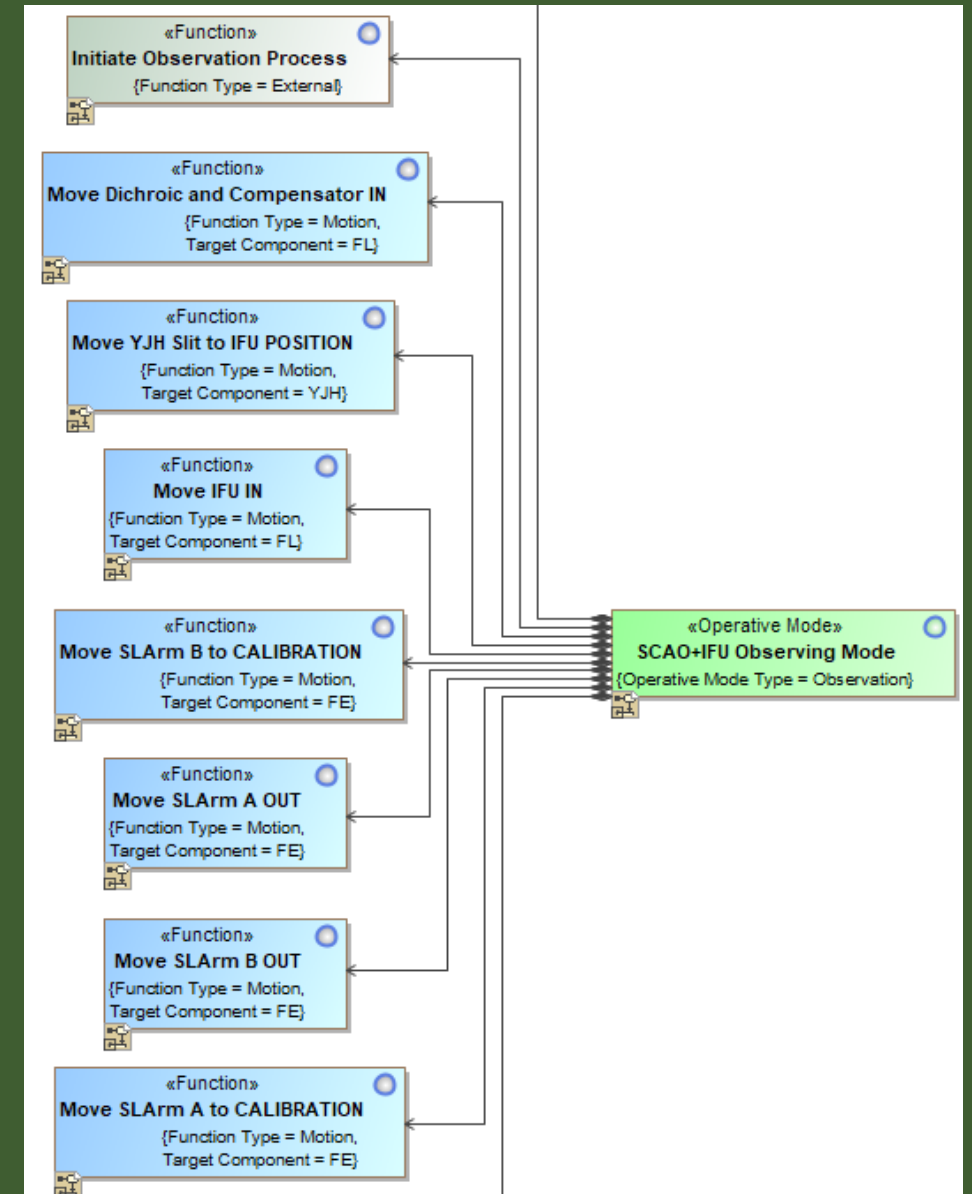 «Function»
Initiate Observation Process
{Function Type = External}
«Function»
Move Dichroic and Compensator IN
{Function Type = Motion,
Target Component = FL}
«Function»
Move YJH Slit to IFU POSITION
{Function Type = Motion,
Target Component = YJH}
«Function»
Move IFU IN
{Function Type = Motion,
Target Component = FL}
«Function»
Move SLArm B to CALIBRATION
{Function Type = Motion,
Target Component = FE}
«Operative Mode»
SCAO+IFU Observing Mode
{Operative Mode Type = Observation}
«Function»
Move SLArm A OUT
{Function Type = Motion,
Target Component = FE}
«Function»
Move SLArm B OUT
{Function Type = Motion,
Target Component = FE}
«Function»
Move SLArm A to CALIBRATION
{Function Type = Motion,
Target Component = FE}